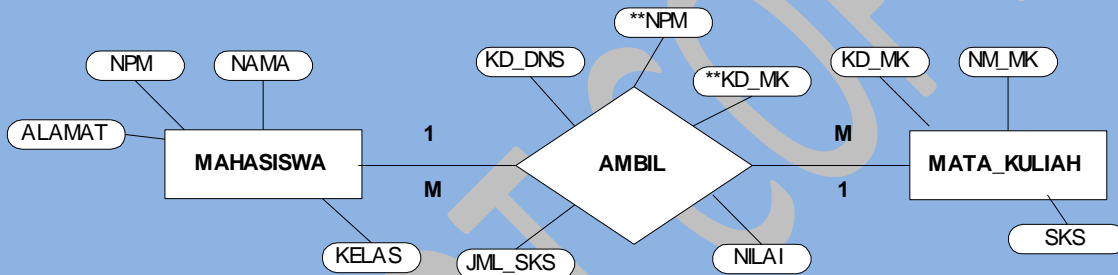 **NPM
NPM
NAMA
KD_DNS
KD_MK
NM_MK
**KD_MK
ALAMAT
1
M
MAHASISWA
AMBIL
MATA_KULIAH
M
1
KELAS
JML_SKS
NILAI
SKS